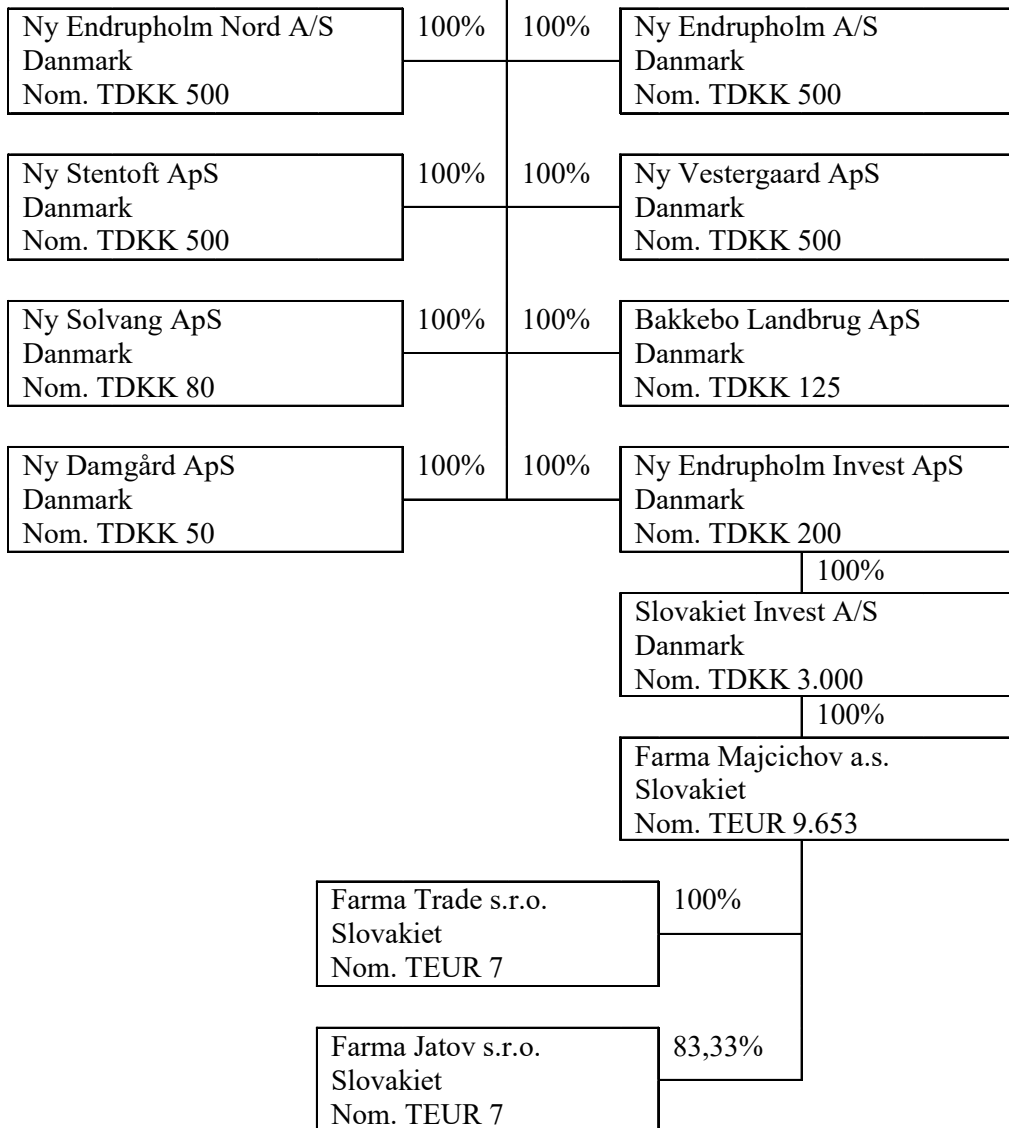 Ny Endrupholm Nord A/S
Danmark
Nom. TDKK 500
100%
100%
Ny Endrupholm A/S
Danmark
Nom. TDKK 500
Ny Stentoft ApS
Danmark
Nom. TDKK 500
100%
100%
Ny Vestergaard ApS
Danmark
Nom. TDKK 500
Ny Solvang ApS
Danmark
Nom. TDKK 80
100%
100%
Bakkebo Landbrug ApS
Danmark
Nom. TDKK 125
Ny Damgård ApS
Danmark
Nom. TDKK 50
100%
100%
Ny Endrupholm Invest ApS
Danmark
Nom. TDKK 200
100%
Slovakiet Invest A/S
Danmark
Nom. TDKK 3.000
100%
Farma Majcichov a.s.
Slovakiet
Nom. TEUR 9.653
Farma Trade s.r.o.
Slovakiet
Nom. TEUR 7
100%
Farma Jatov s.r.o.
Slovakiet
Nom. TEUR 7
83,33%